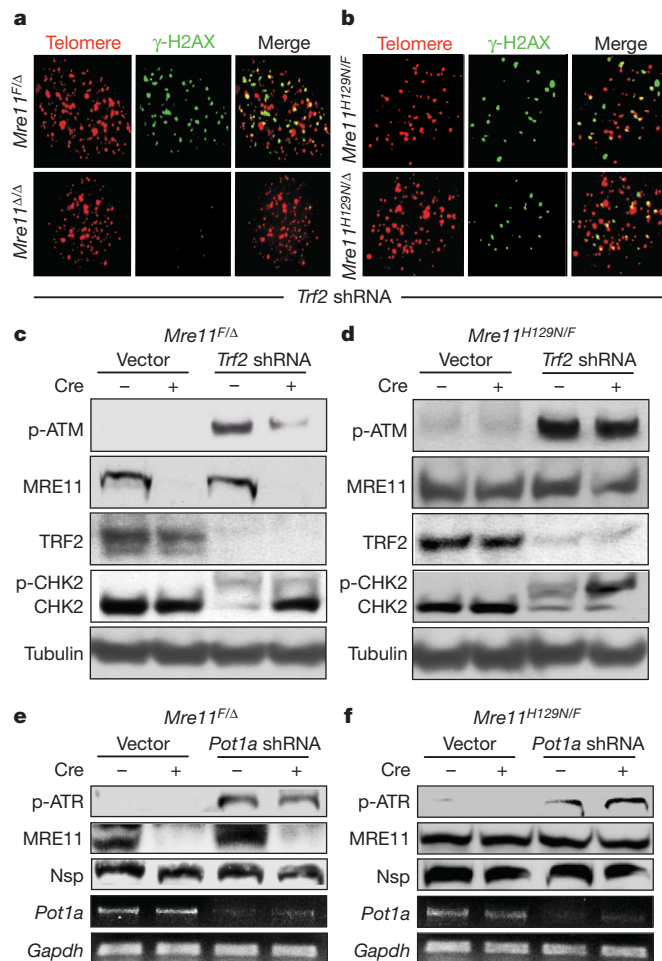 a
Telomere γ-H2AX Merge
Mre11F/Δ
Mre11Δ/Δ
b
Telomere γ-H2AX Merge
Mre11H129N/F
Mre11H129N/Δ
Trf2 shRNA
c
Mre11F/Δ
Vector Trf2 shRNA
Cre − + − +
p-ATM
MRE11
TRF2
p-CHK2
CHK2
Tubulin
d
Mre11H129N/F
Vector Trf2 shRNA
Cre − + − +
p-ATM
MRE11
TRF2
p-CHK2
CHK2
Tubulin
e
Mre11F/Δ
Vector Pot1a shRNA
Cre − + − +
p-ATR
MRE11
Nsp
Pot1a
Gapdh
f
Mre11H129N/F
Vector Pot1a shRNA
Cre − + − +
p-ATR
MRE11
Nsp
Pot1a
Gapdh